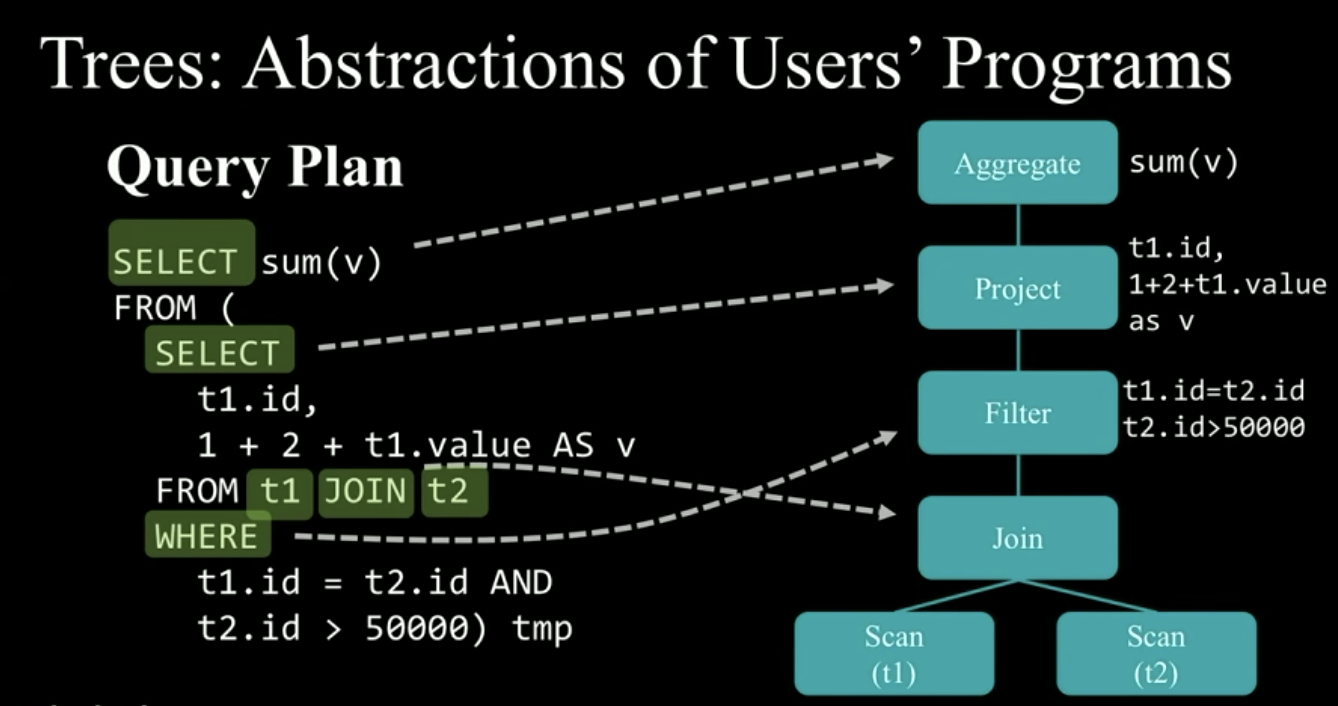 Trees: Abstractions of Users’ Programs
Query Plan
SELECT sum(v)
FROM (
SELECT
t1.id,
1 + 2 + t1.value AS v
FROM t1 JOIN t2
WHERE
t1.id = t2.id AND
t2.id > 50000) tmp
Aggregate
sum(v)
Project
t1.id,
1+2+t1.value
as v
Filter
t1.id=t2.id
t2.id>50000
Join
Scan
(t1)
Scan
(t2)